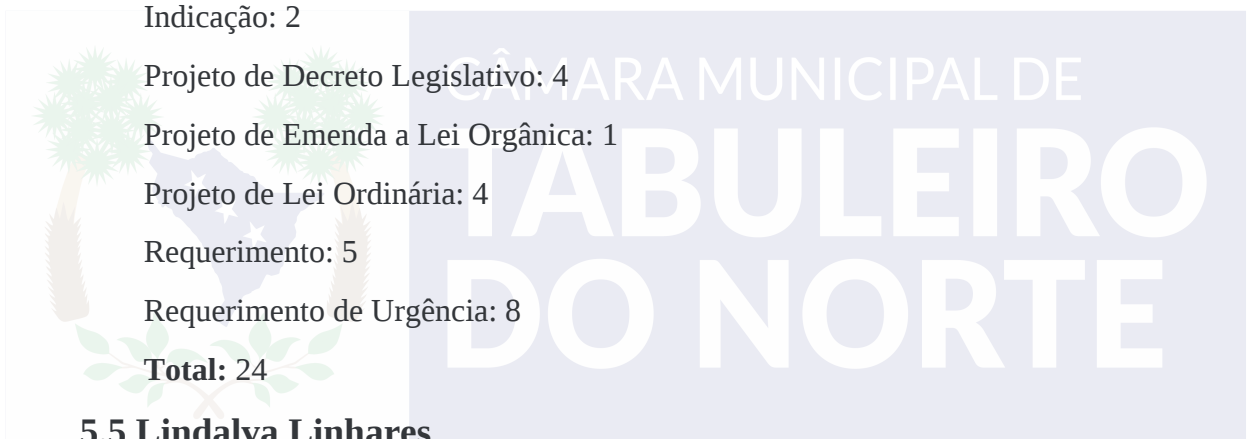 Indicação: 2
Projeto de Decreto Legislativo: 4
Projeto de Emenda a Lei Orgânica: 1
Projeto de Lei Ordinária: 4
Requerimento: 5
Requerimento de Urgência: 8
Total: 24
5.5 Lindalva Linhares
CÂMARA MUNICIPAL DE
TABULEIRO
DO NORTE